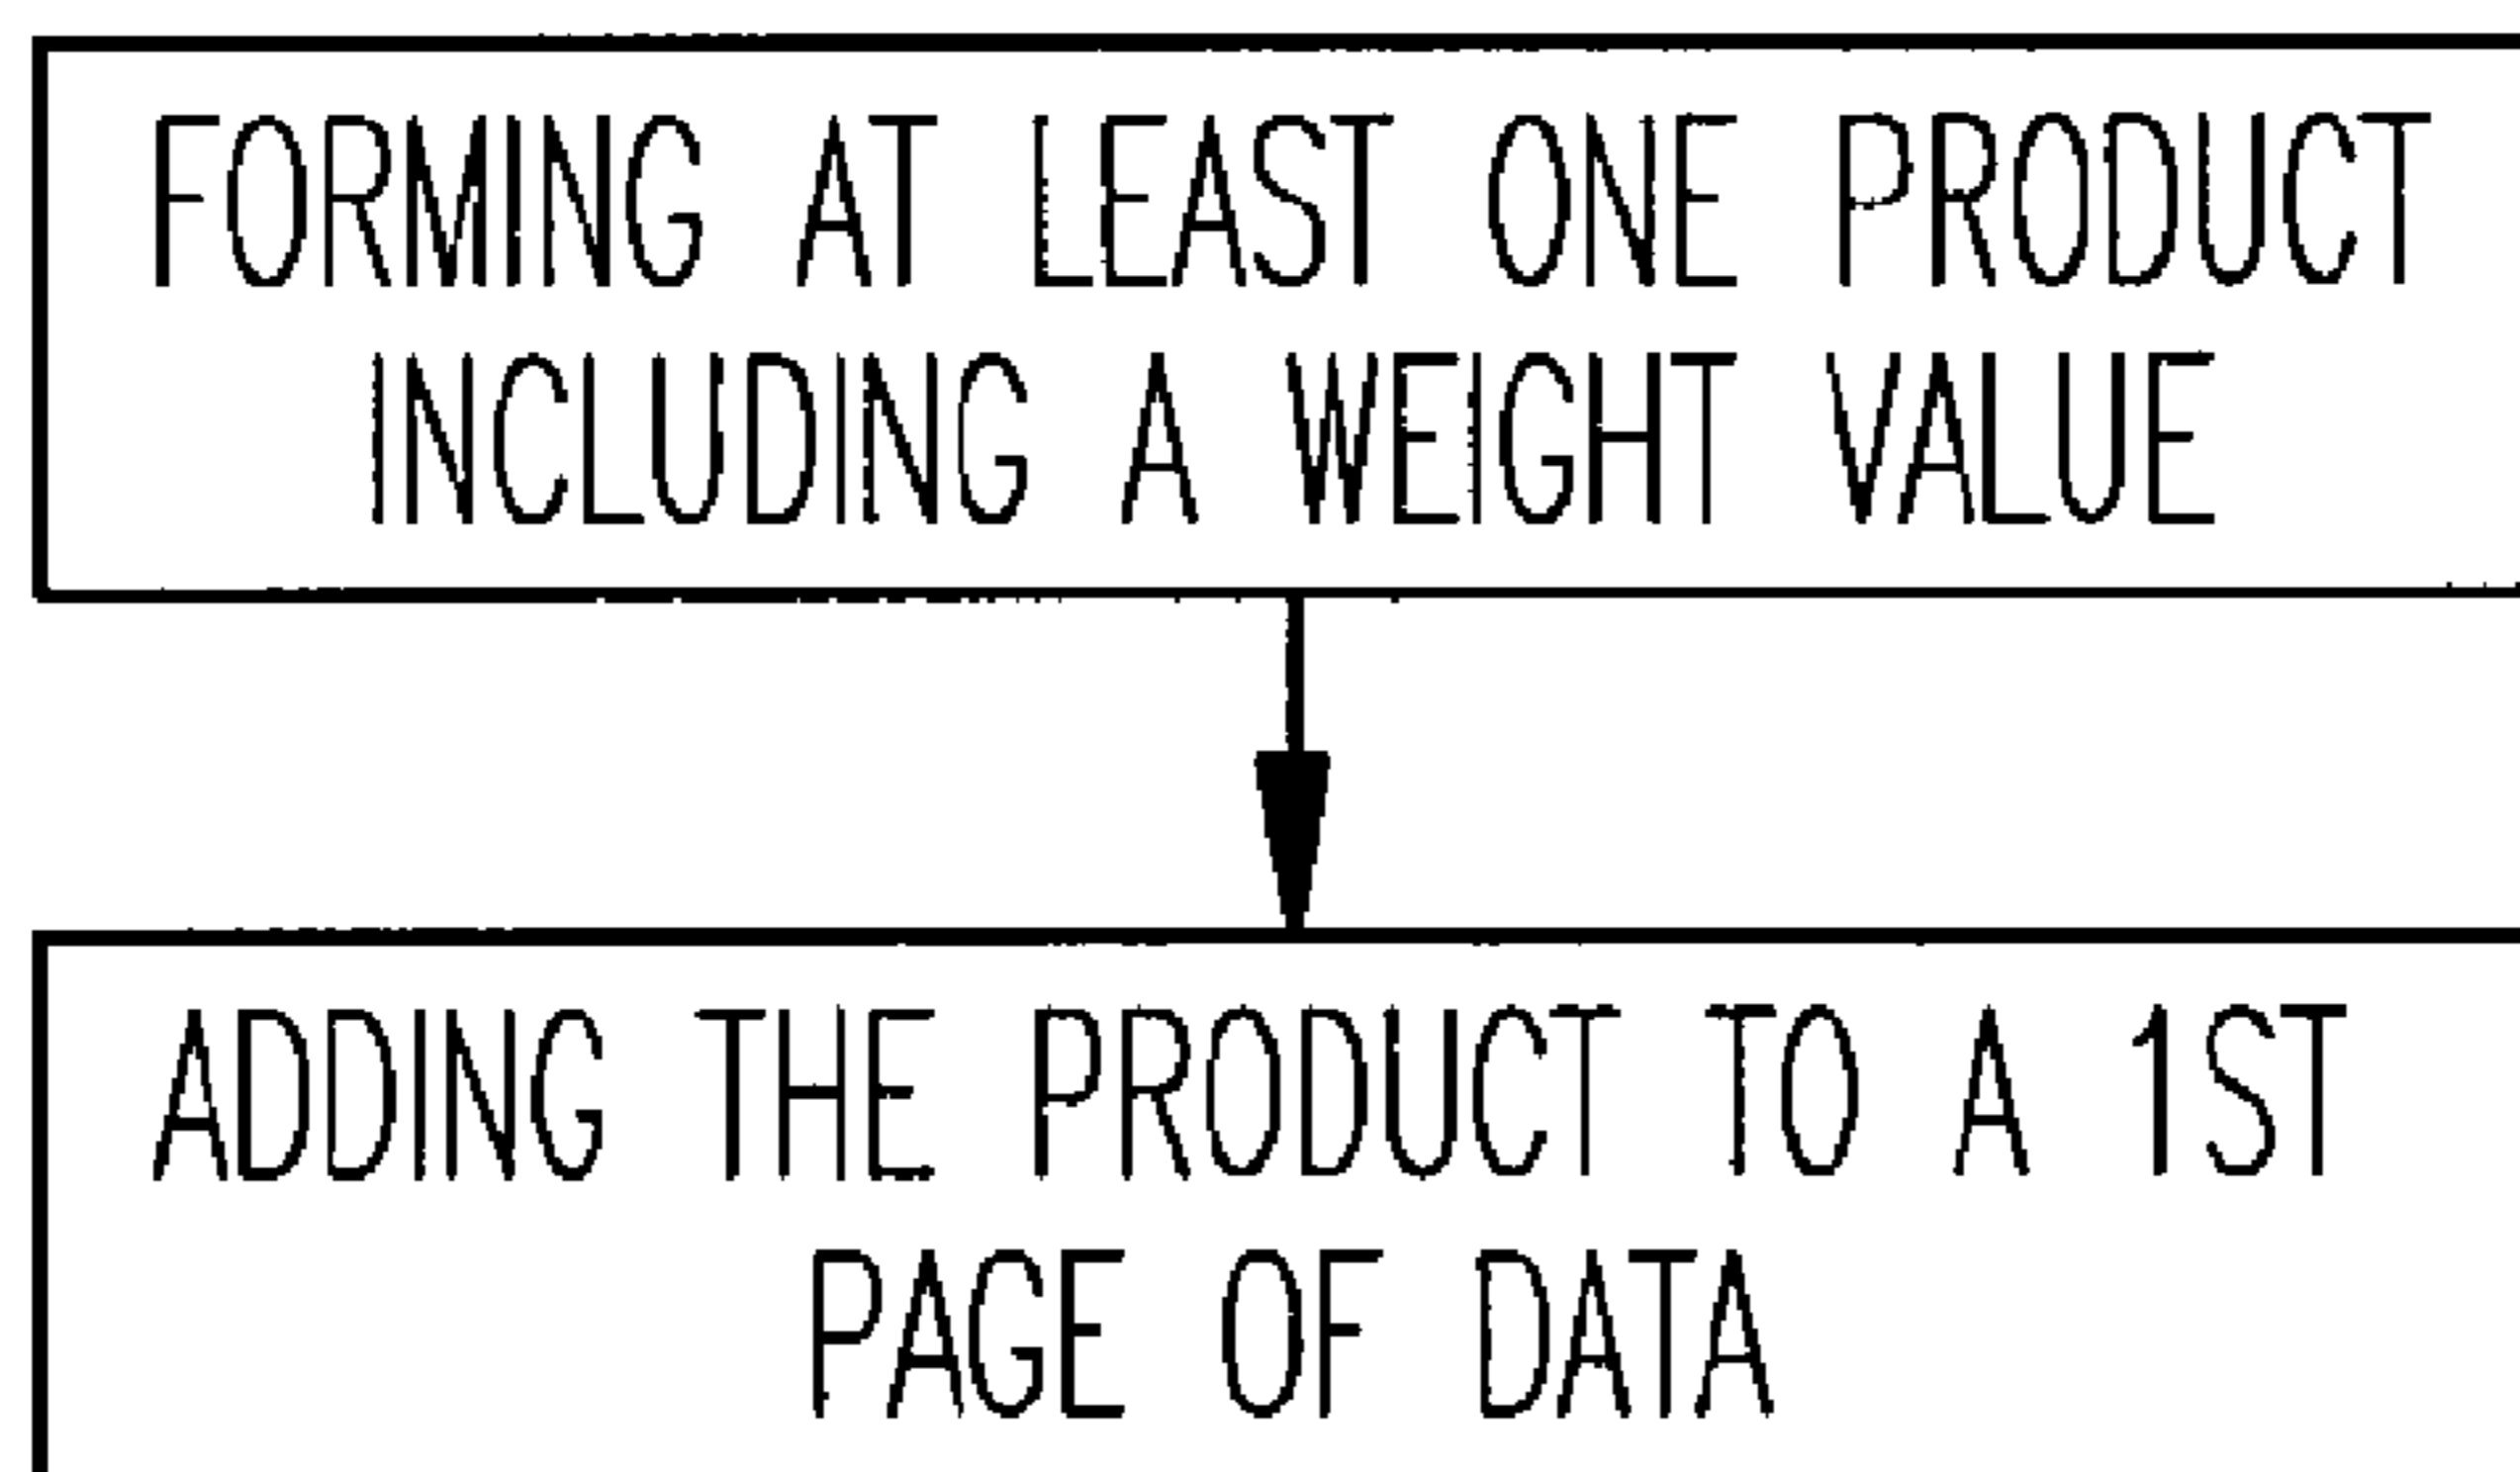 FORMING AT LEAST ONE PRODUCT
INCLUDING A WEIGHT VALUE
ADDING THE PRODUCT TO A 1ST
PAGE OF DATA